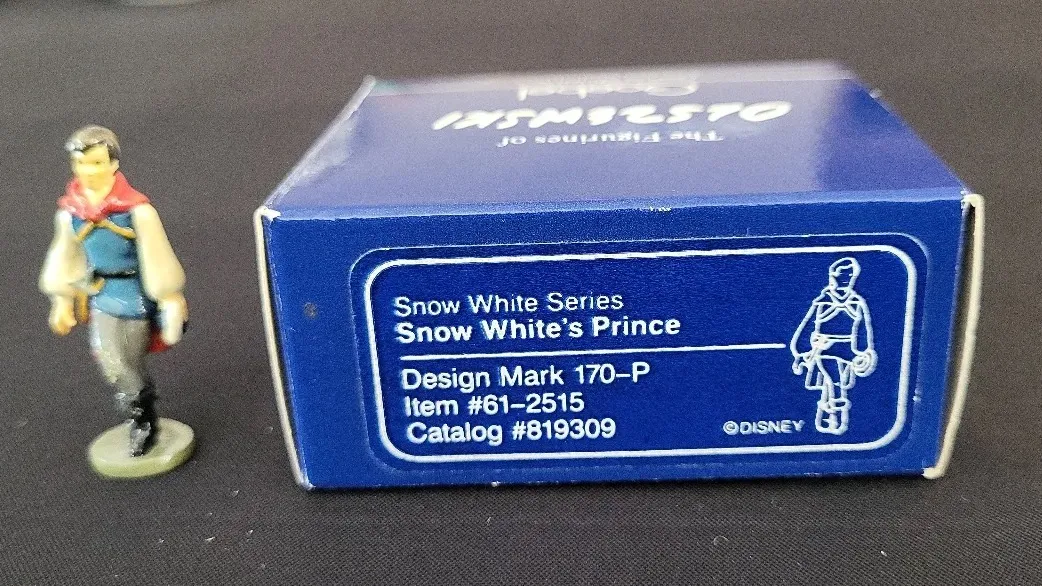 The Figurines of
OLSZEWSKI
Goebel
Snow White Series
Snow White's Prince
Design Mark 170-P
Item #61-2515
Catalog #819309
©DISNEY